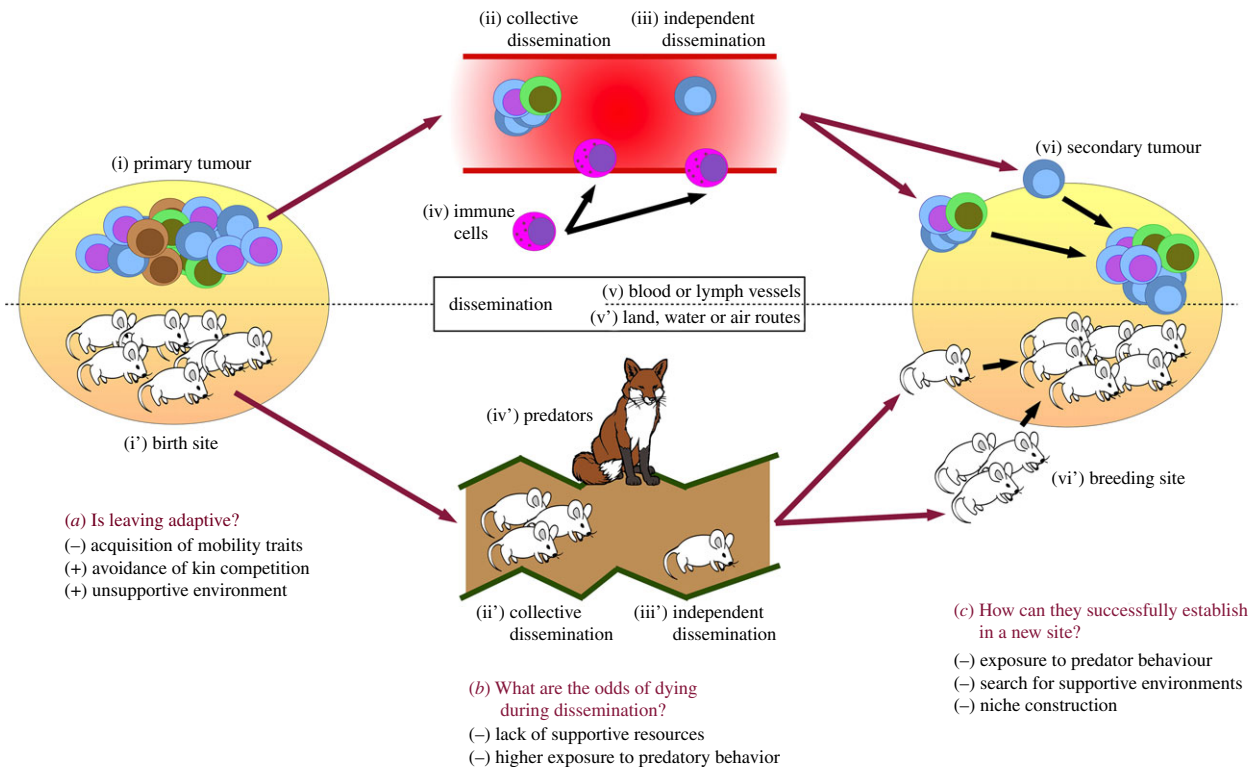 (ii) collective
dissemination
(iii) independent
dissemination
(i) primary tumour
(vi) secondary tumour
(iv) immune
cells
dissemination
(v) blood or lymph vessels
(v') land, water or air routes
(iv') predators
(i') birth site
(vi') breeding site
(a) Is leaving adaptive?
(–) acquisition of mobility traits
(+) avoidance of kin competition
(+) unsupportive environment
(ii') collective
dissemination
(iii') independent
dissemination
(b) What are the odds of dying
during dissemination?
(–) lack of supportive resources
(–) higher exposure to predatory behavior
(c) How can they successfully establish
in a new site?
(–) exposure to predator behaviour
(–) search for supportive environments
(–) niche construction